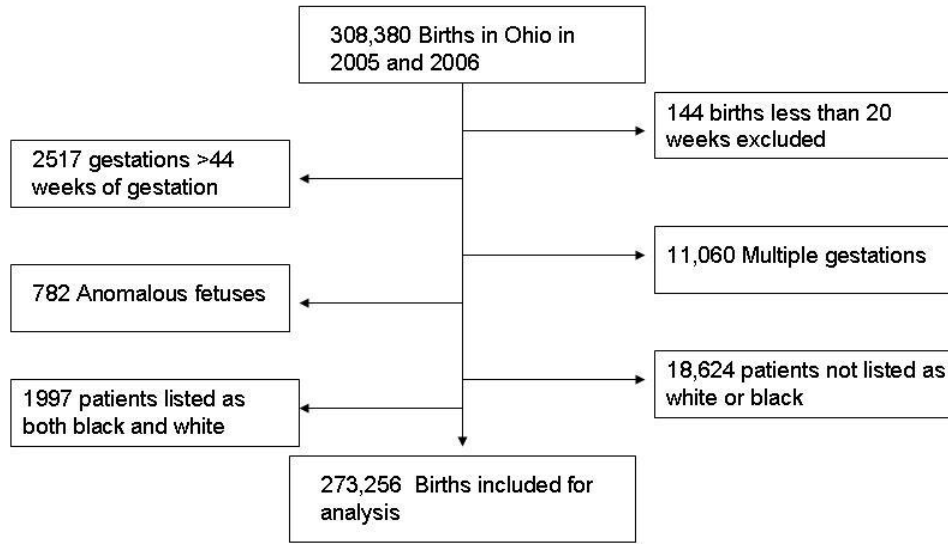 308,380 Births in Ohio in
2005 and 2006
144 births less than 20
weeks excluded
2517 gestations >44
weeks of gestation
11,060 Multiple gestations
782 Anomalous fetuses
18,624 patients not listed as
white or black
1997 patients listed as
both black and white
273,256 Births included for
analysis